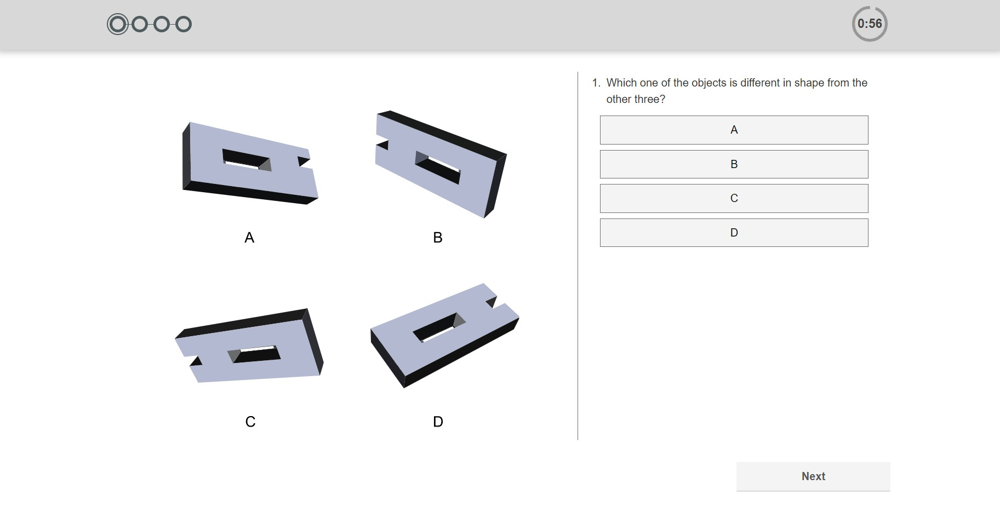 0:56
1. Which one of the objects is different in shape from the
other three?
A
B
C
D
A
B
C
D
Next